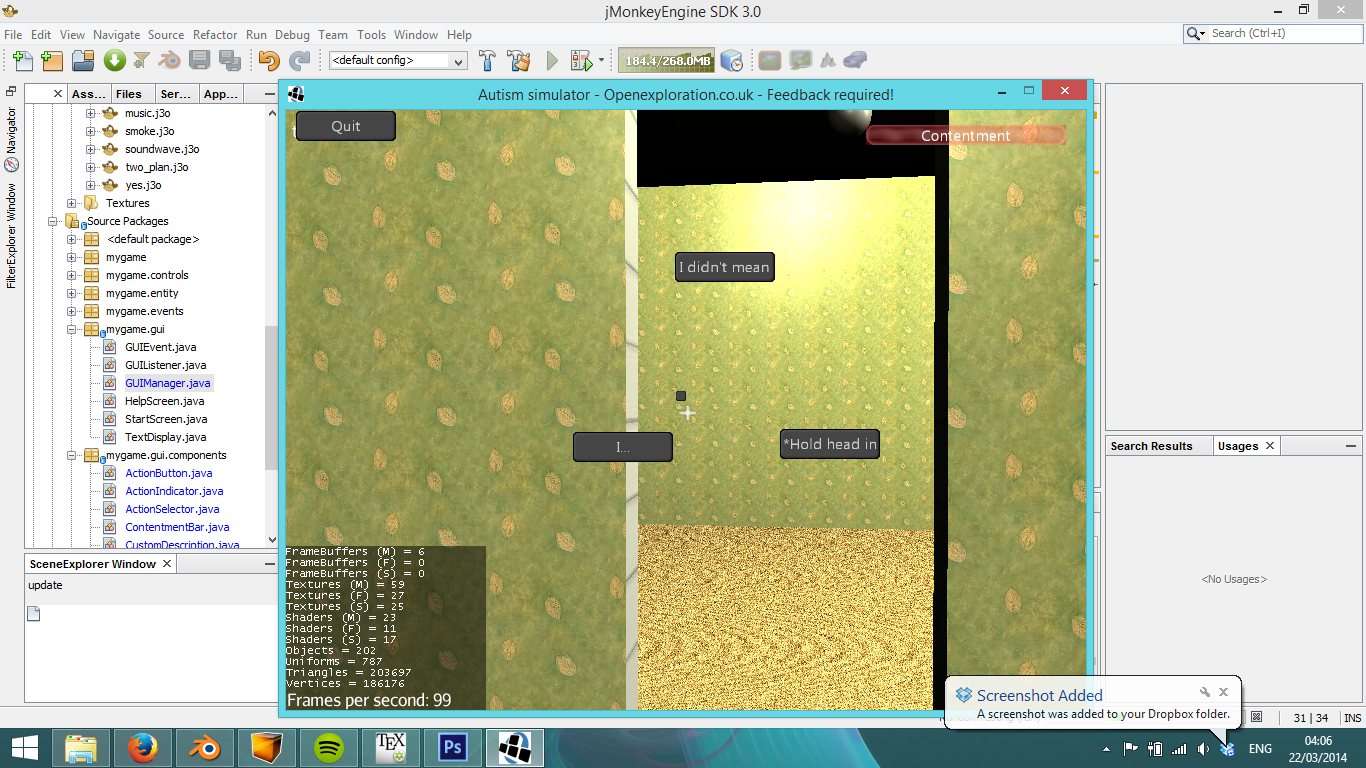 jMonkeyEngine SDK 3.0
File Edit View Navigate Source Refactor Run Debug Team Tools Window Help
Search (Ctrl+I)
<default config>
184.4/268.0MB
Ass... Files Ser... App...
Navigator
FilterExplorer Window
music.j3o
smoke.j3o
soundwave.j3o
two_plan.j3o
yes.j3o
Textures
Source Packages
<default package>
mygame
mygame.controls
mygame.entity
mygame.events
mygame.gui
GUIEvent.java
GUIListener.java
GUIManager.java
HelpScreen.java
StartScreen.java
TextDisplay.java
mygame.gui.components
ActionButton.java
ActionIndicator.java
ActionSelector.java
ContentmentBar.java
CustomDescription.java
SceneExplorer Window
update
Autism simulator - Openexploration.co.uk - Feedback required!
Quit
Contentment
I didn't mean
I...
*Hold head in
FrameBuffers (M) = 6
FrameBuffers (F) = 0
FrameBuffers (S) = 0
Textures (M) = 59
Textures (F) = 27
Textures (S) = 25
Shaders (M) = 23
Shaders (F) = 11
Shaders (S) = 17
Objects = 202
Uniforms = 787
Triangles = 203697
Vertices = 186176
Frames per second: 99
Search Results Usages
<No Usages>
Screenshot Added
A screenshot was added to your Dropbox folder.
31 | 34 INS
TEX
Ps
ENG
04:06
22/03/2014